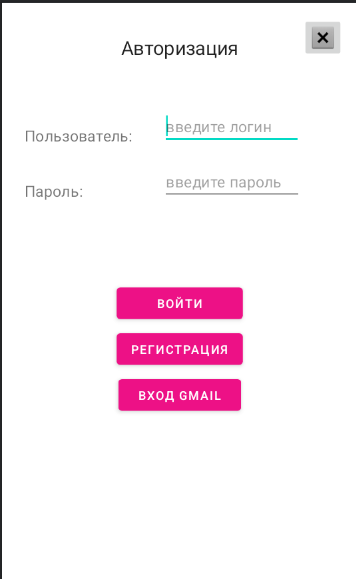 Авторизация
Пользователь:
введите логин
Пароль:
введите пароль
ВОЙТИ
РЕГИСТРАЦИЯ
ВХОД GMAIL